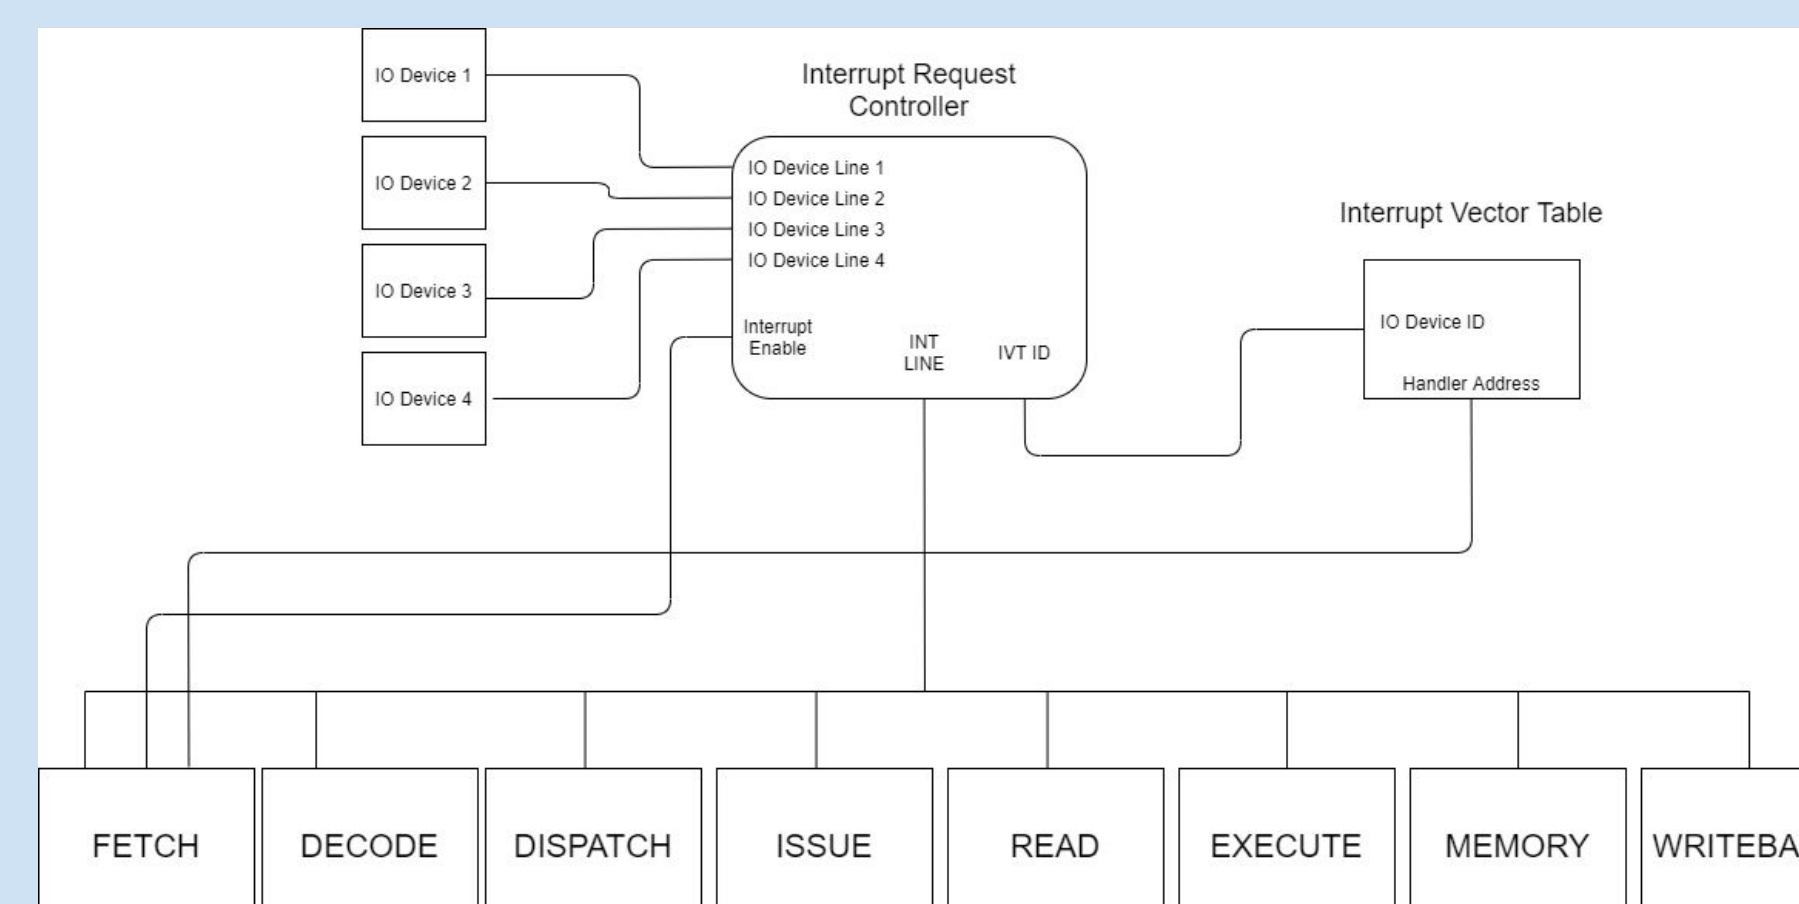 IO Device 1
IO Device 2
IO Device 3
IO Device 4
Interrupt Request
Controller
IO Device Line 1
IO Device Line 2
IO Device Line 3
IO Device Line 4
Interrupt
Enable
INT
LINE
IVT ID
Interrupt Vector Table
IO Device ID
Handler Address
FETCH
DECODE
DISPATCH
ISSUE
READ
EXECUTE
MEMORY
WRITEBA